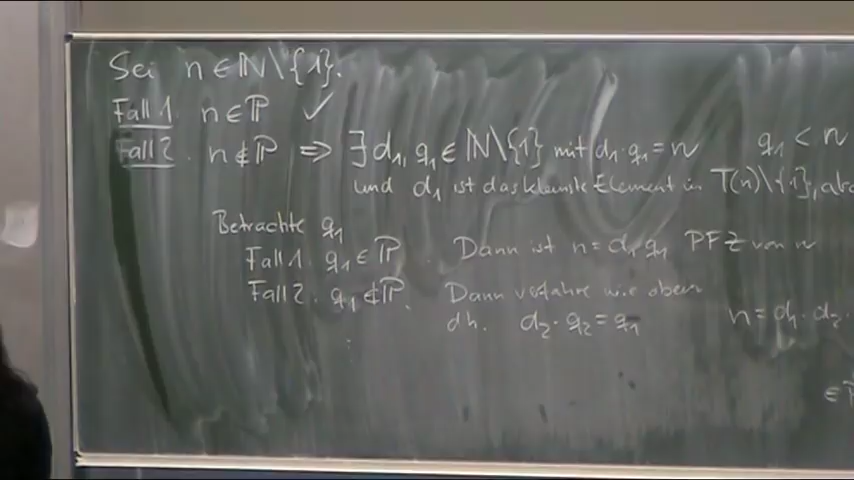 Sei n ∈ ℕ\{1}.
Fall 1. n ∈ ℙ ✓
Fall 2. n ∉ ℙ ⇒ ∃ d₁, q₁ ∈ ℕ\{1} mit d₁·q₁ = n q₁ < n
und d₁ ist das kleinste Element in T(n)\{1}, also
Betrachte q₁
Fall 1. q₁ ∈ ℙ. Dann ist n = d₁·q₁ PFZ von n
Fall 2. q₁ ∉ ℙ. Dann verfahre wie oben
dh. d₂·q₂ = q₁ n = d₁·d₂·
∈ ℙ